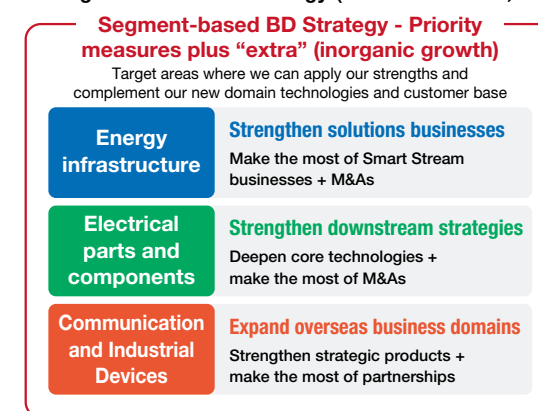 Segment-based BD Strategy - Priority
measures plus “extra” (inorganic growth)
Target areas where we can apply our strengths and
complement our new domain technologies and customer base
Energy
infrastructure
Strengthen solutions businesses
Make the most of Smart Stream
businesses + M&As
Electrical
parts and
components
Strengthen downstream strategies
Deepen core technologies +
make the most of M&As
Communication
and Industrial
Devices
Expand overseas business domains
Strengthen strategic products +
make the most of partnerships